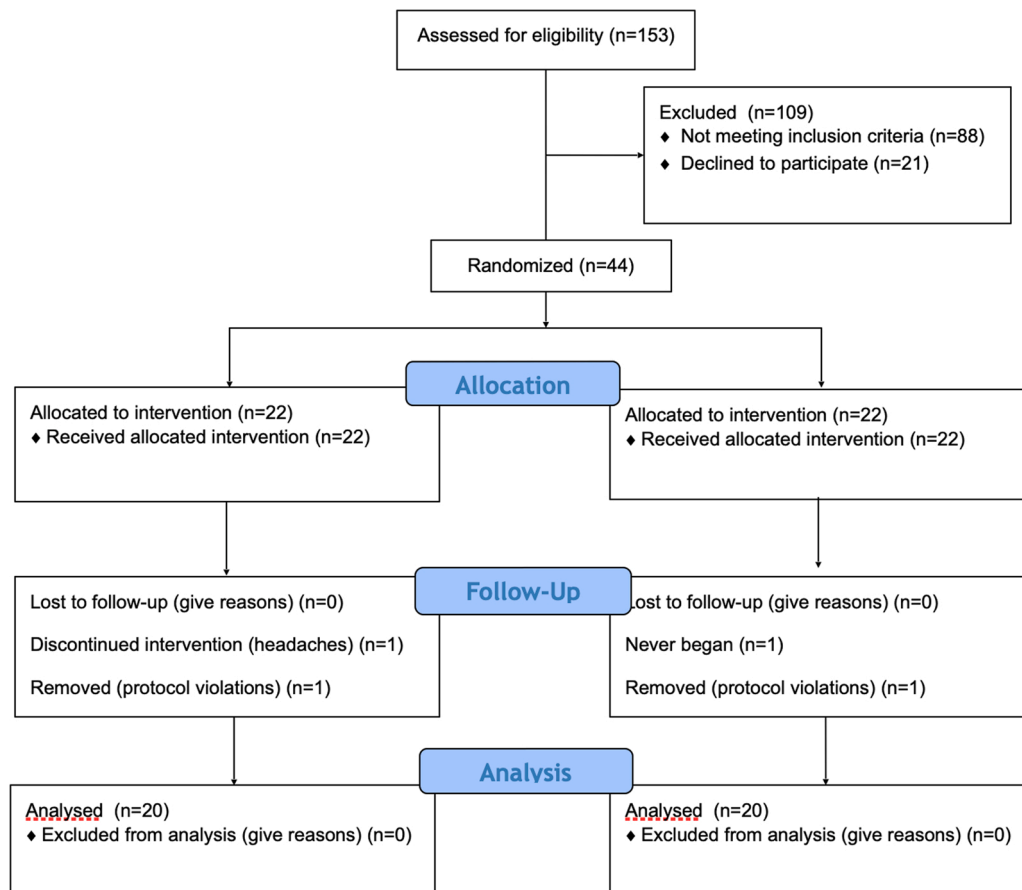 Assessed for eligibility (n=153)
Excluded (n=109)
♦ Not meeting inclusion criteria (n=88)
♦ Declined to participate (n=21)
Randomized (n=44)
Allocation
Allocated to intervention (n=22)
♦ Received allocated intervention (n=22)
Allocated to intervention (n=22)
♦ Received allocated intervention (n=22)
Follow-Up
Lost to follow-up (give reasons) (n=0)
Discontinued intervention (headaches) (n=1)
Removed (protocol violations) (n=1)
Lost to follow-up (give reasons) (n=0)
Never began (n=1)
Removed (protocol violations) (n=1)
Analysis
Analysed (n=20)
♦ Excluded from analysis (give reasons) (n=0)
Analysed (n=20)
♦ Excluded from analysis (give reasons) (n=0)